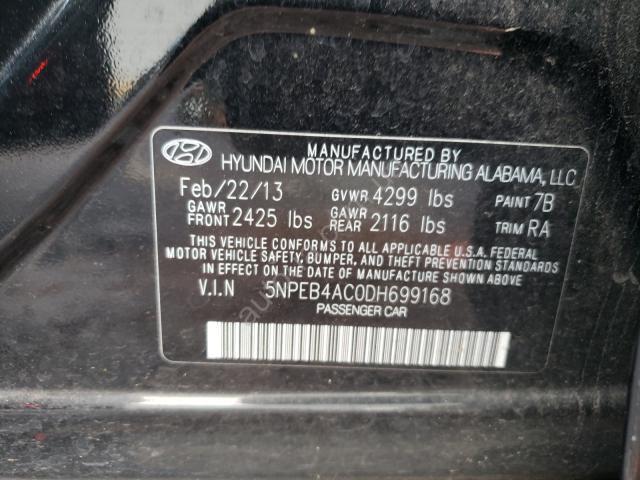 MANUFACTURED BY
HYUNDAI MOTOR MANUFACTURING ALABAMA, LLC
Feb/22/13 GVWR 4299 lbs PAINT 7B
GAWR FRONT 2425 lbs GAWR REAR 2116 lbs TRIM RA
THIS VEHICLE CONFORMS TO ALL APPLICABLE U.S.A. FEDERAL
MOTOR VEHICLE SAFETY, BUMPER, AND THEFT PREVENTION STANDARDS
IN EFFECT ON THE DATE OF MANUFACTURE SHOWN ABOVE
V.I.N 5NPEB4AC0DH699168
PASSENGER CAR